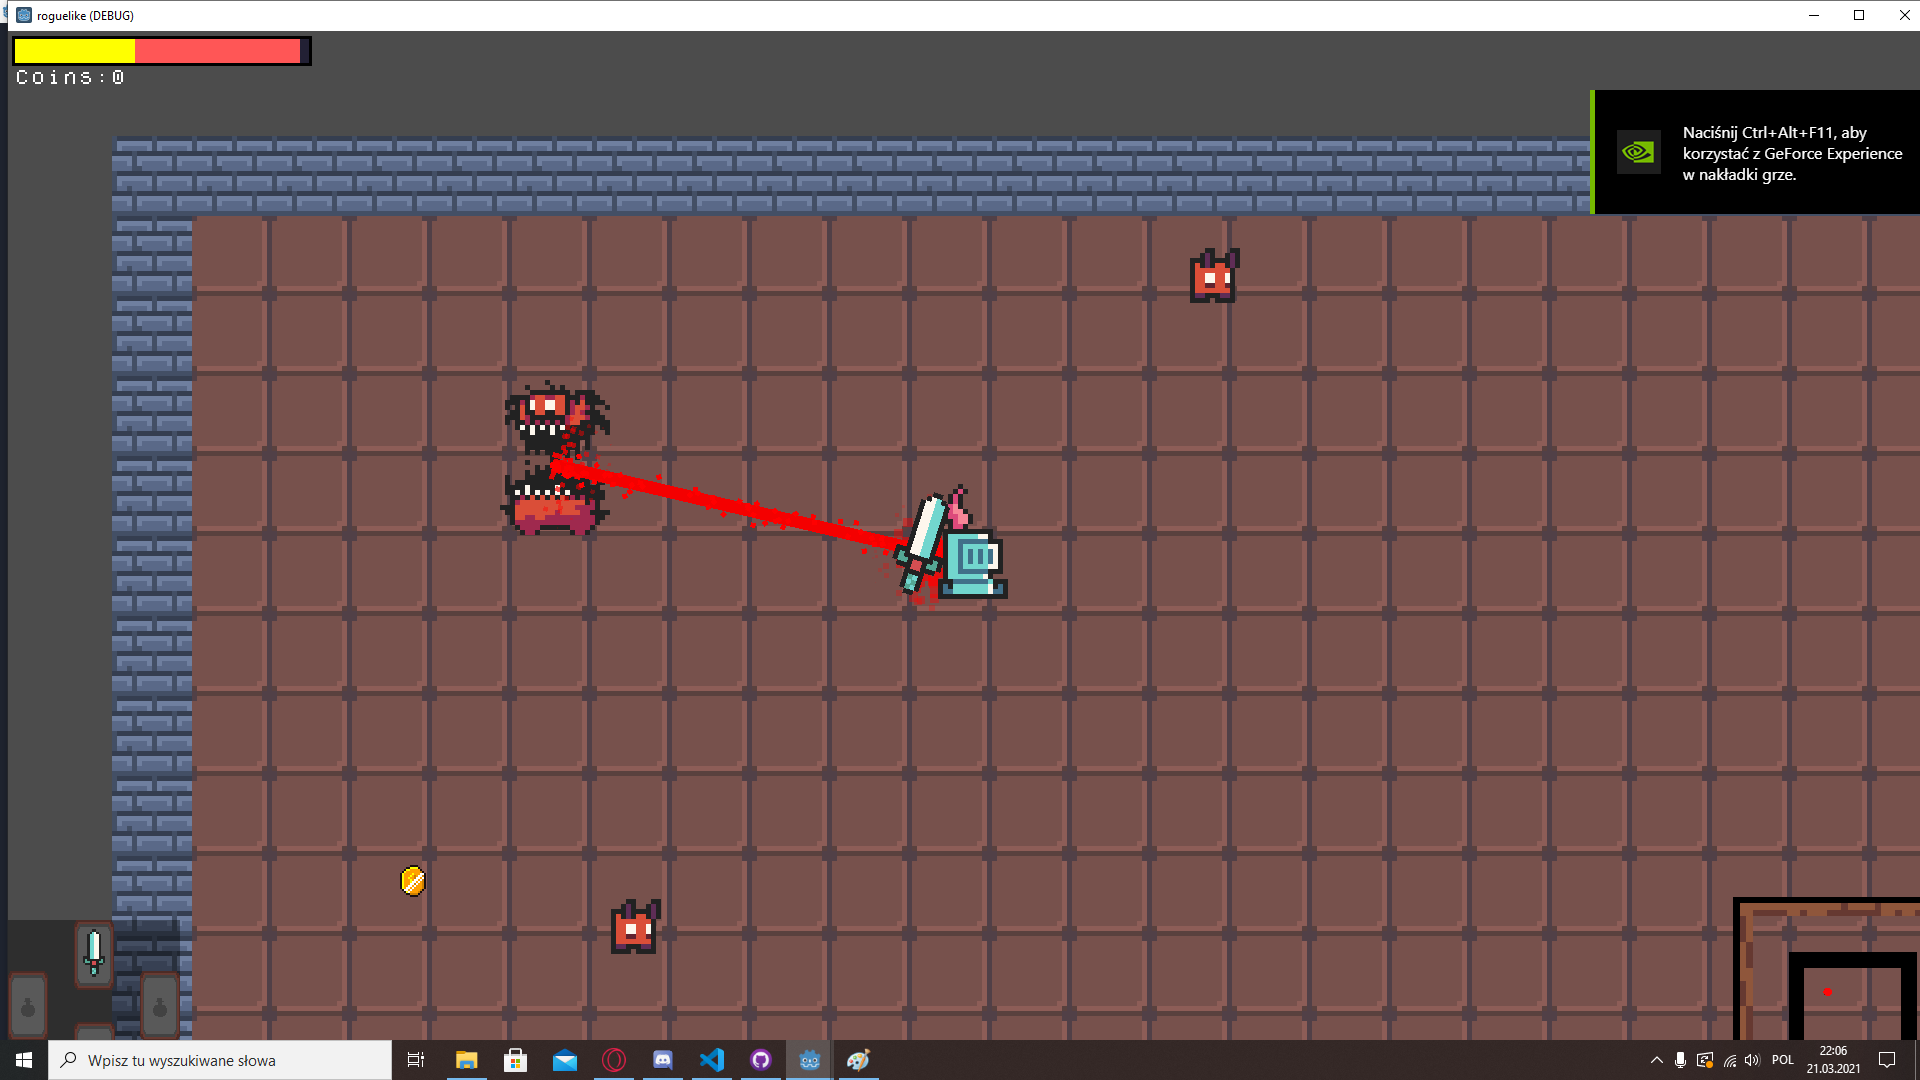 roguelike (DEBUG)
Coins:0
Naciśnij Ctrl+Alt+F11, aby
korzystać z GeForce Experience
w nakładki grze.
Wpisz tu wyszukiwane słowa
POL
22:06
21.03.2021